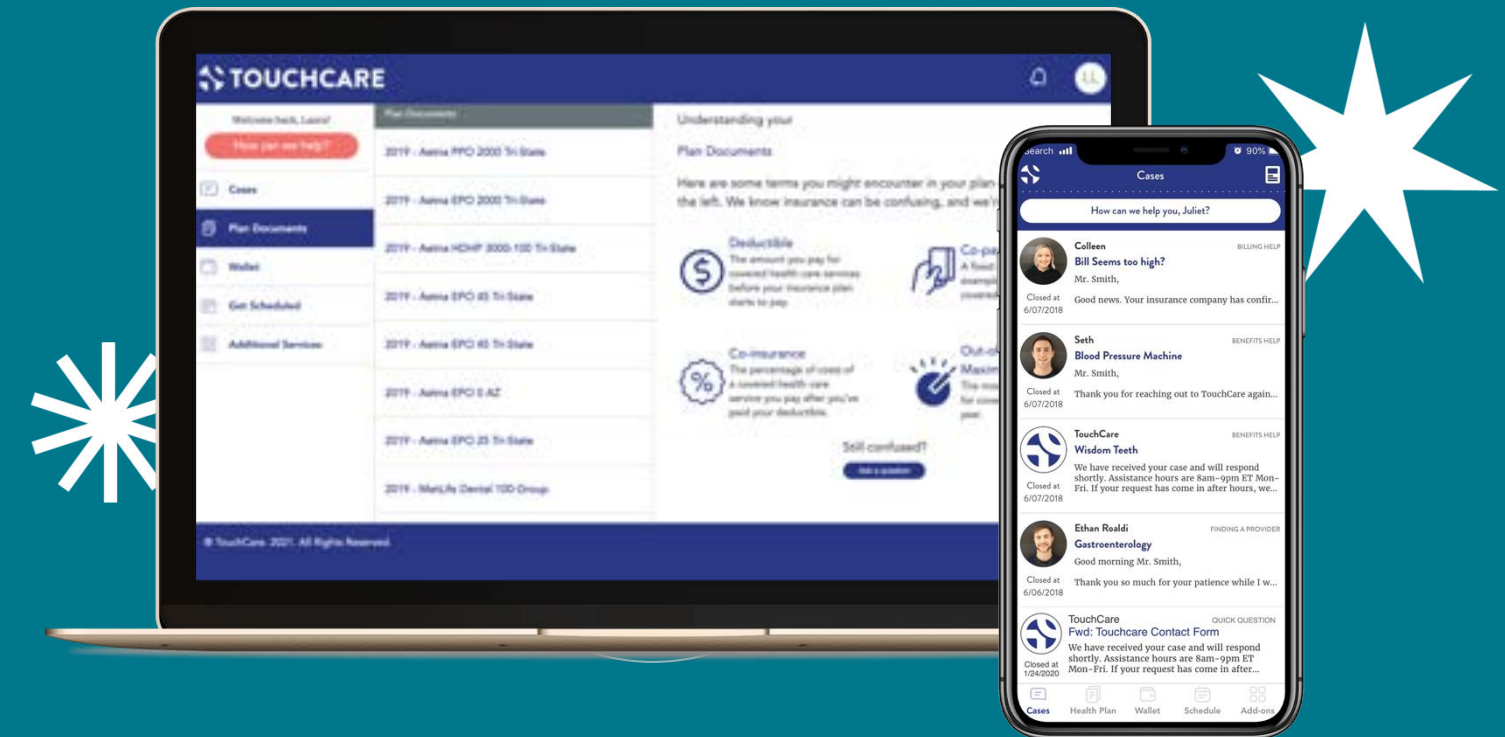 TOUCHCARE
LL
Welcome back, Laura!
How can we help?
Cases
Plan Documents
Wallet
Get Scheduled
Additional Services
Plan Documents
2019 - Aetna PPO 2000 Tri-State
2019 - Aetna EPO 2000 Tri-State
2019 - Aetna HDHP 3000-100 Tri-State
2019 - Aetna EPO 45 Tri-State
2019 - Aetna EPO 40 Tri-State
2019 - Aetna EPO 0 AZ
2019 - Aetna EPO 25 Tri-State
2019 - MetLife Dental 100 Group
Understanding your
Plan Documents
Here are some terms you might encounter in your plan
the left. We know insurance can be confusing, and we're
Deductible
The amount you pay for
covered health care services
before your insurance plan
starts to pay.
Co-pa
A fixed
example
covered
Co-insurance
The percentage of costs of
a covered health care
service you pay after you've
paid your deductible.
Out-of
Maxim
The mos
for cove
year.
Still confused?
Ask a question
© TouchCare. 2021. All Rights Reserved.
Search
90%
Cases
How can we help you, Juliet?
Colleen
BILLING HELP
Bill Seems too high?
Mr. Smith,
Good news. Your insurance company has confir...
Closed at
6/07/2018
Seth
BENEFITS HELP
Blood Pressure Machine
Mr. Smith,
Thank you for reaching out to TouchCare again...
Closed at
6/07/2018
TouchCare
BENEFITS HELP
Wisdom Teeth
We have received your case and will respond
shortly. Assistance hours are 8am-9pm ET Mon-
Fri. If your request has come in after hours, we...
Closed at
6/07/2018
Ethan Roaldi
FINDING A PROVIDER
Gastroenterology
Good morning Mr. Smith,
Thank you so much for your patience while I w...
Closed at
6/06/2018
TouchCare
QUICK QUESTION
Fwd: Touchcare Contact Form
We have received your case and will respond
shortly. Assistance hours are 8am-9pm ET
Mon-Fri. If your request has come in after...
Closed at
1/24/2020
Cases
Health Plan
Wallet
Schedule
Add-ons